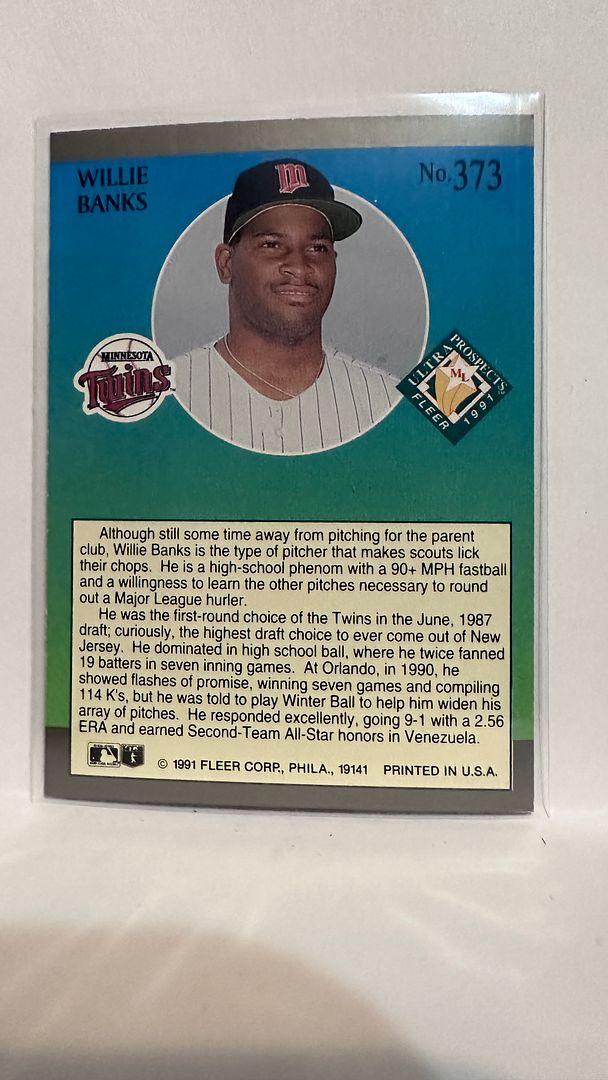 WILLIE
BANKS
No. 373
M
MINNESOTA
Twins
ULTRA PROSPECTS™
ML
FLEER 1991
Although still some time away from pitching for the parent
club, Willie Banks is the type of pitcher that makes scouts lick
their chops. He is a high-school phenom with a 90+ MPH fastball
and a willingness to learn the other pitches necessary to round
out a Major League hurler.
He was the first-round choice of the Twins in the June, 1987
draft; curiously, the highest draft choice to ever come out of New
Jersey. He dominated in high school ball, where he twice fanned
19 batters in seven inning games. At Orlando, in 1990, he
showed flashes of promise, winning seven games and compiling
114 K's, but he was told to play Winter Ball to help him widen his
array of pitches. He responded excellently, going 9-1 with a 2.56
ERA and earned Second-Team All-Star honors in Venezuela.
© 1991 FLEER CORP., PHILA., 19141 PRINTED IN U.S.A.